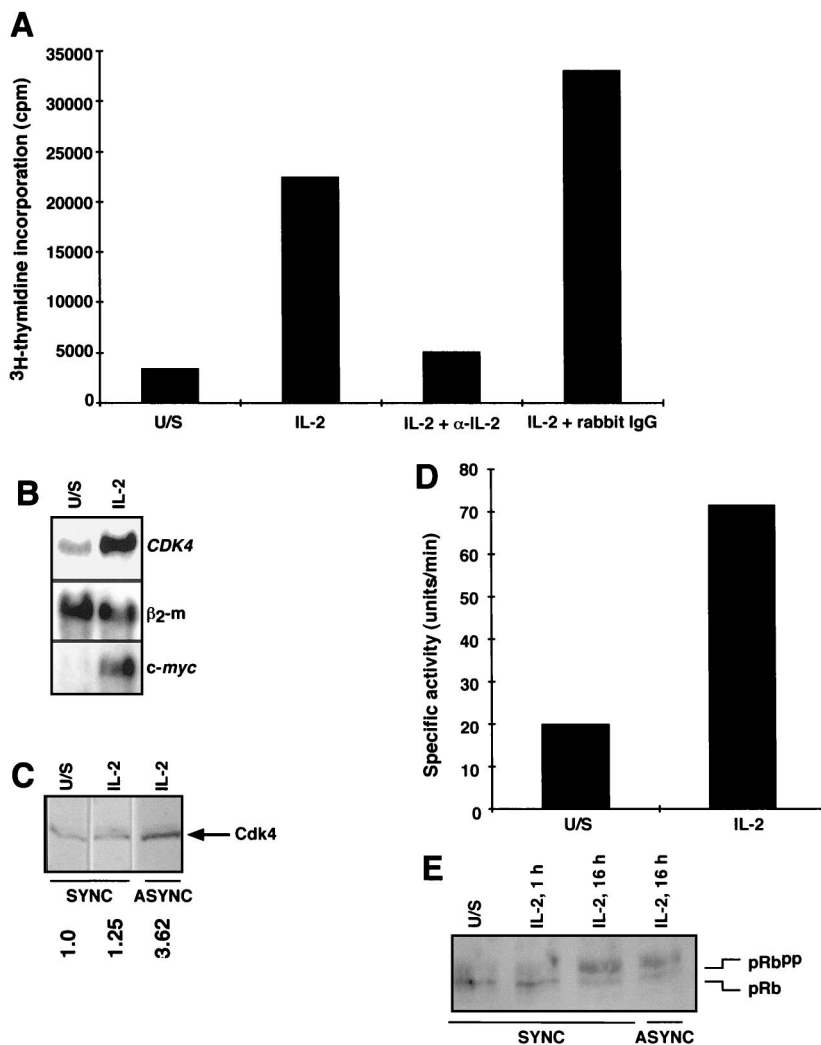 A
³H-thymidine incorporation (cpm)
35000
30000
25000
20000
15000
10000
5000
0
U/S
IL-2
IL-2 + α-IL-2
IL-2 + rabbit IgG
B
U/S
IL-2
CDK4
β₂-m
c-myc
C
U/S
IL-2
IL-2
Cdk4
SYNC
ASYNC
1.0
1.25
3.62
D
Specific activity (units/min)
80
70
60
50
40
30
20
10
0
U/S
IL-2
E
U/S
IL-2, 1 h
IL-2, 16 h
IL-2, 16 h
pRbᵖᵖ
pRb
SYNC
ASYNC